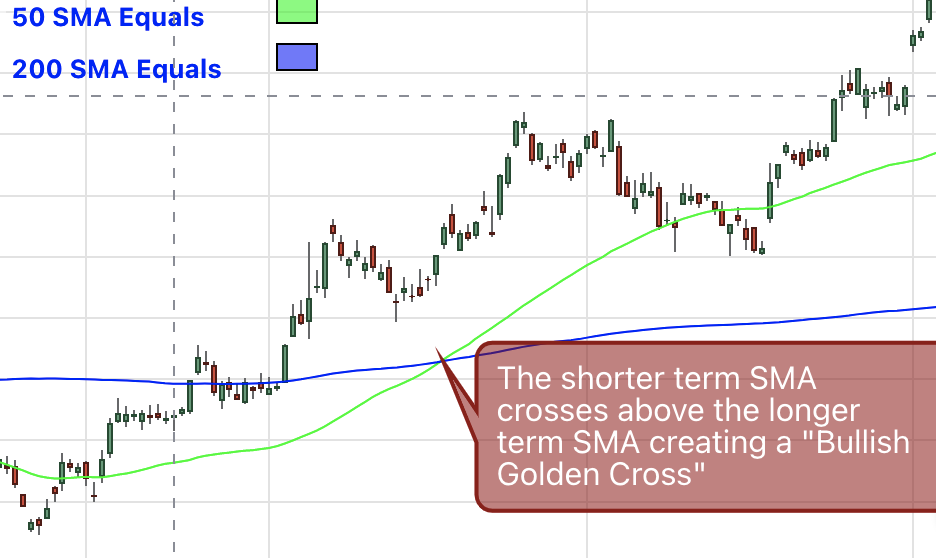 50 SMA Equals
200 SMA Equals
The shorter term SMA
crosses above the longer
term SMA creating a "Bullish
Golden Cross"